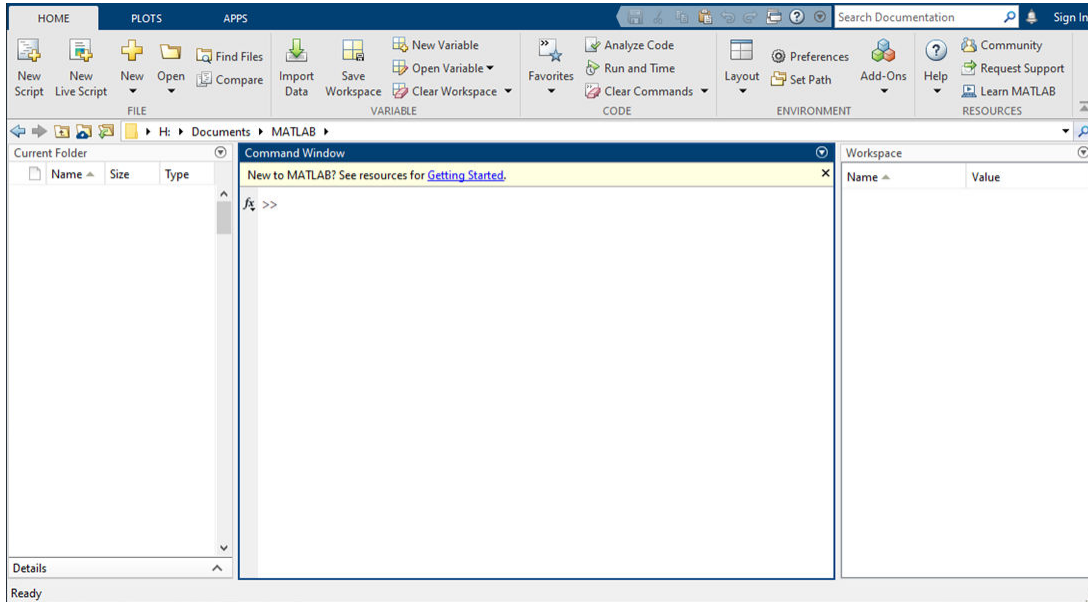 HOME PLOTS APPS
Search Documentation
Sign In
New Script
New Live Script
New
Open
Find Files
Compare
FILE
Import Data
Save Workspace
New Variable
Open Variable
Clear Workspace
VARIABLE
Favorites
Analyze Code
Run and Time
Clear Commands
CODE
Layout
Preferences
Set Path
Add-Ons
ENVIRONMENT
Help
Community
Request Support
Learn MATLAB
RESOURCES
H: Documents MATLAB
Current Folder
Name Size Type
Details
Command Window
New to MATLAB? See resources for Getting Started.
fx >>
Workspace
Name Value
Ready